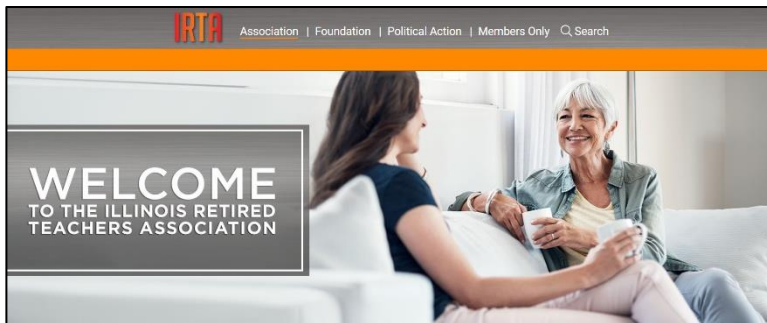 IRTA Association | Foundation | Political Action | Members Only Search
WELCOME
TO THE ILLINOIS RETIRED
TEACHERS ASSOCIATION